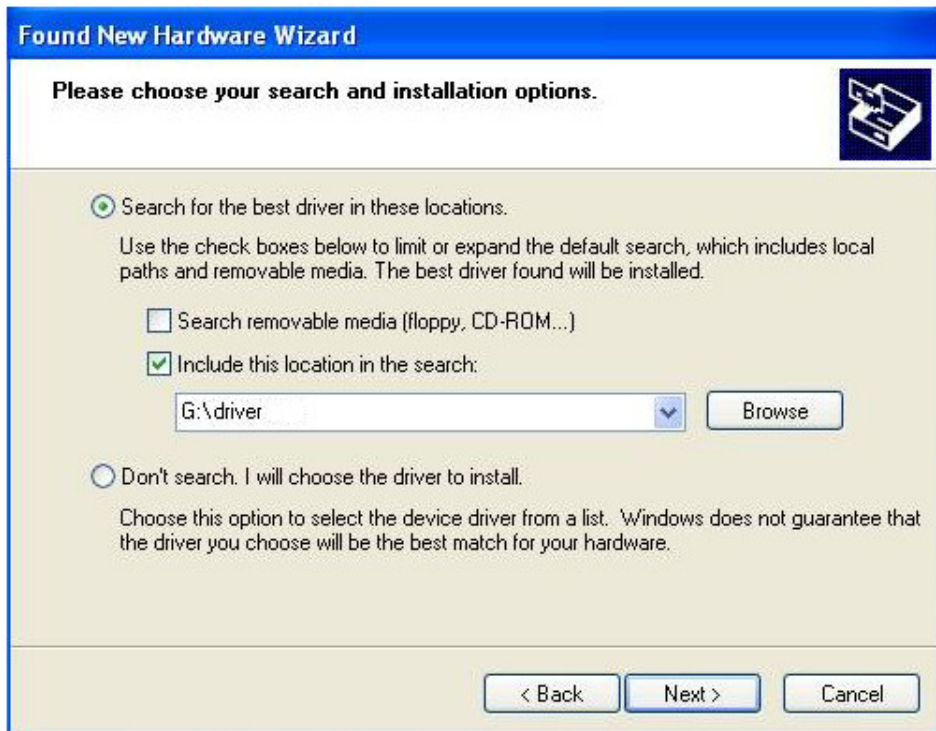 Found New Hardware Wizard
Please choose your search and installation options.
Search for the best driver in these locations.
Use the check boxes below to limit or expand the default search, which includes local
paths and removable media. The best driver found will be installed.
Search removable media (floppy, CD-ROM...)
Include this location in the search:
G:\driver
Browse
Don't search. I will choose the driver to install.
Choose this option to select the device driver from a list. Windows does not guarantee that
the driver you choose will be the best match for your hardware.
< Back
Next >
Cancel